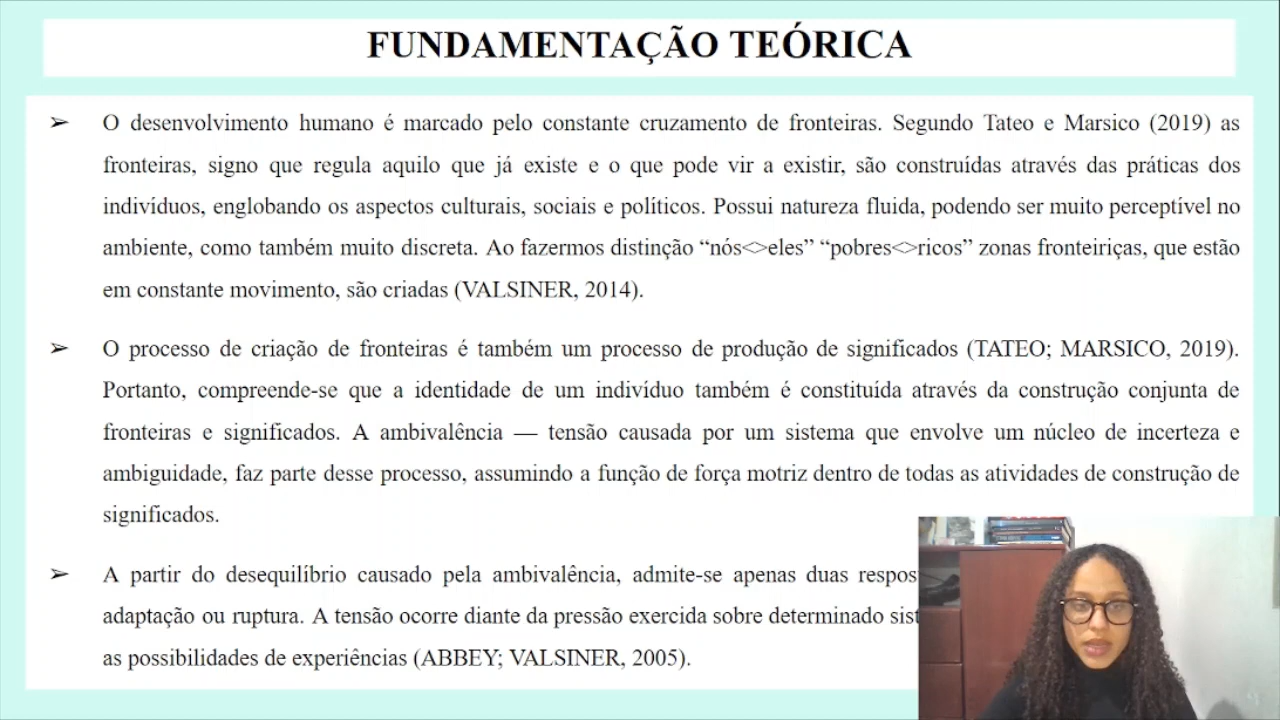 FUNDAMENTAÇÃO TEÓRICA
➢ O desenvolvimento humano é marcado pelo constante cruzamento de fronteiras. Segundo Tateo e Marsico (2019) as
fronteiras, signo que regula aquilo que já existe e o que pode vir a existir, são construídas através das práticas dos
indivíduos, englobando os aspectos culturais, sociais e políticos. Possui natureza fluida, podendo ser muito perceptível no
ambiente, como também muito discreta. Ao fazermos distinção “nós<>eles” “pobres<>ricos” zonas fronteiriças, que estão
em constante movimento, são criadas (VALSINER, 2014).
➢ O processo de criação de fronteiras é também um processo de produção de significados (TATEO; MARSICO, 2019).
Portanto, compreende-se que a identidade de um indivíduo também é constituída através da construção conjunta de
fronteiras e significados. A ambivalência — tensão causada por um sistema que envolve um núcleo de incerteza e
ambiguidade, faz parte desse processo, assumindo a função de força motriz dentro de todas as atividades de construção de
significados.
➢ A partir do desequilíbrio causado pela ambivalência, admite-se apenas duas respos
adaptação ou ruptura. A tensão ocorre diante da pressão exercida sobre determinado sist
as possibilidades de experiências (ABBEY; VALSINER, 2005).